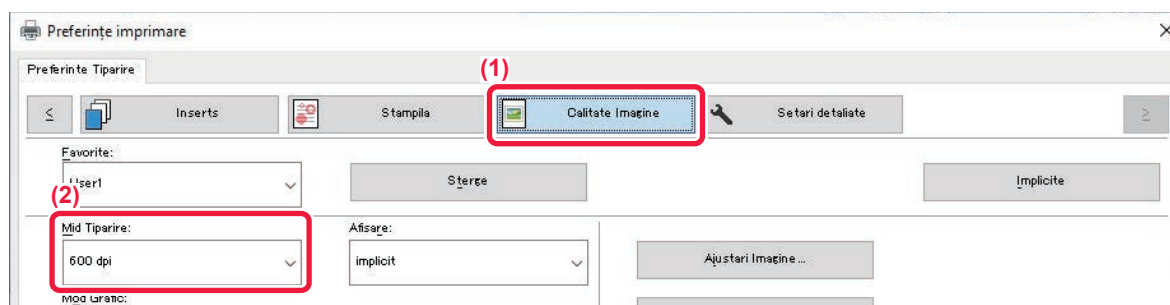 Preferințe imprimare
Preferinte Tiparire
(1)
≤ Inserts Stampila Calitate Imagine Setari detaliate ≥
Favorite:
User1 Sterge Implicite
(2)
Mid Tiparire: Afisare:
600 dpi implicit Ajustari Imagine ...
Mod Grafic: